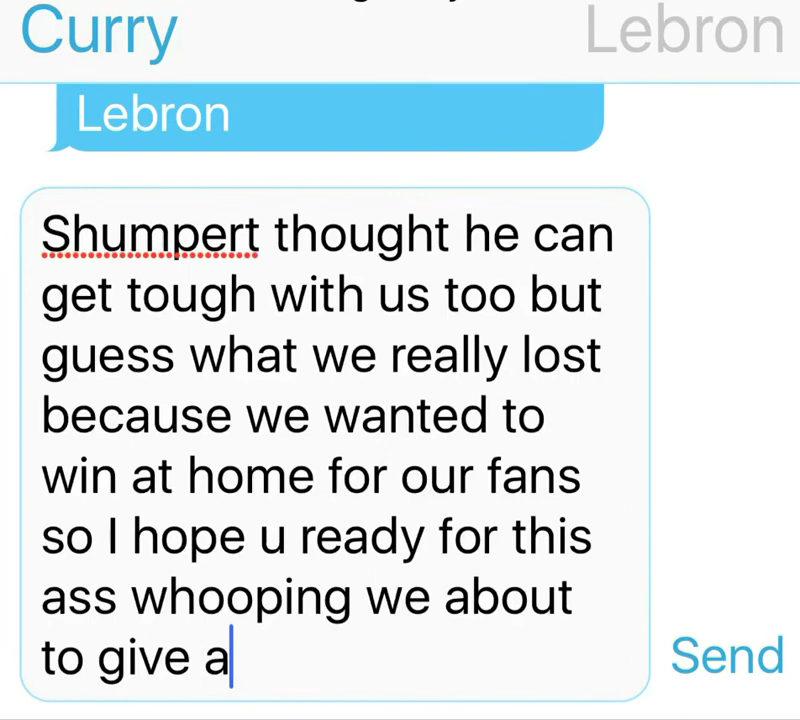 Curry Lebron
Lebron
Shumpert thought he can
get tough with us too but
guess what we really lost
because we wanted to
win at home for our fans
so I hope u ready for this
ass whooping we about
to give a
Send